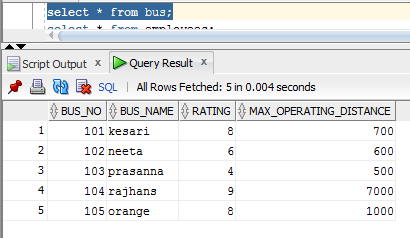 select * from bus;
select * from employees;
Script Output x Query Result x
SQL | All Rows Fetched: 5 in 0.004 seconds
BUS_NO BUS_NAME RATING MAX_OPERATING_DISTANCE
1 101 kesari 8 700
2 102 neeta 6 600
3 103 prasanna 4 500
4 104 rajhans 9 7000
5 105 orange 8 1000